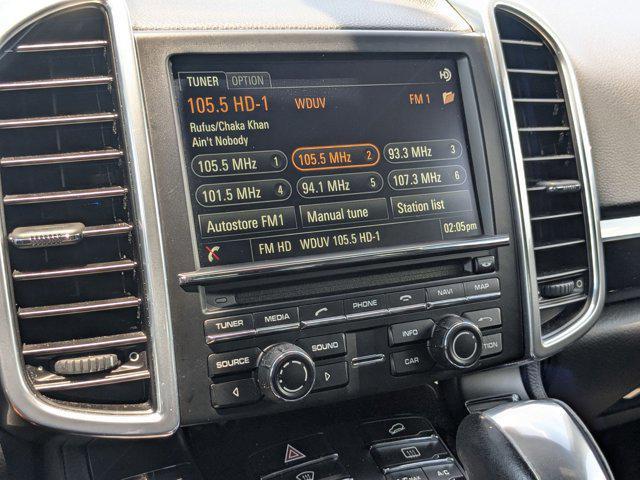 TUNER OPTION
105.5 HD-1 WDUV FM 1
Rufus/Chaka Khan
Ain't Nobody
105.5 MHz 1 105.5 MHz 2 93.3 MHz 3
101.5 MHz 4 94.1 MHz 5 107.3 MHz 6
Autostore FM1 Manual tune Station list
FM HD WDUV 105.5 HD-1 02:05pm
TUNER MEDIA PHONE NAVI MAP
SOURCE SOUND INFO
CAR
A/C